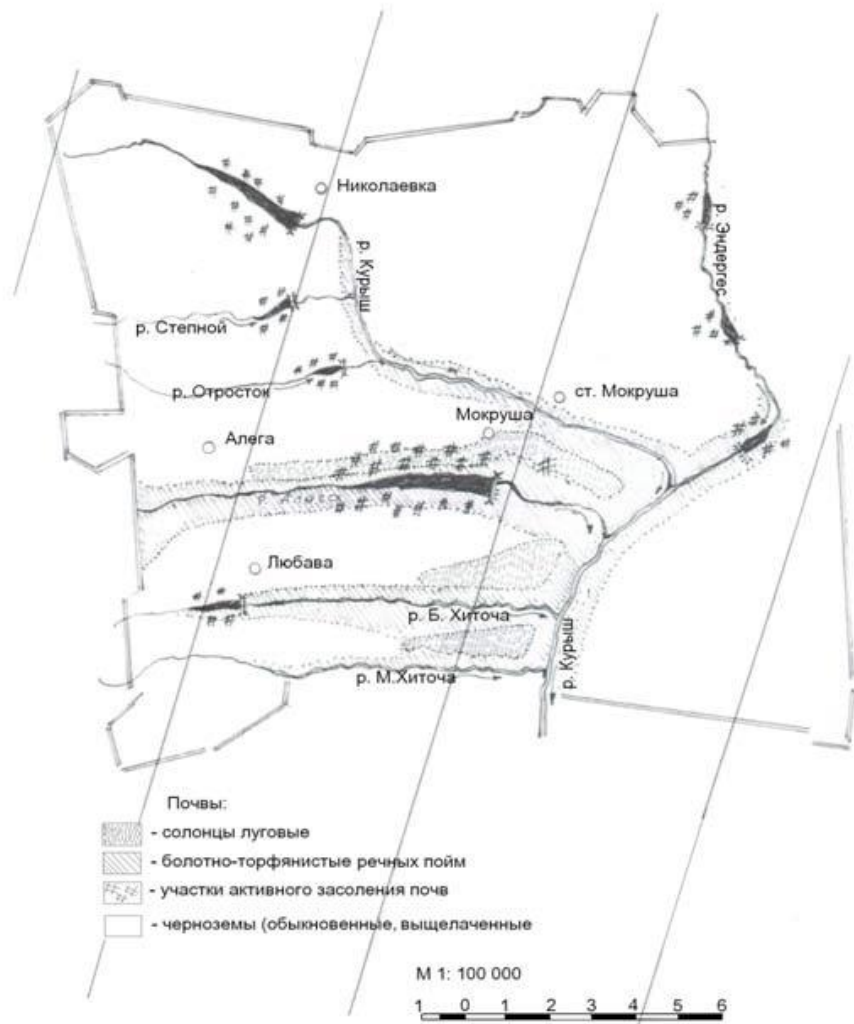 Николаевка
р. Эндергес
р. Курыш
р. Степной
р. Отросток
ст. Мокруша
Мокруша
Алега
Любава
р. Б. Хиточа
р. Курыш
р. М.Хиточа
Почвы:
- солонцы луговые
- болотно-торфянистые речных пойм
- участки активного засоления почв
- черноземы (обыкновенные, выщелаченные
М 1: 100 000
1 0 1 2 3 4 5 6